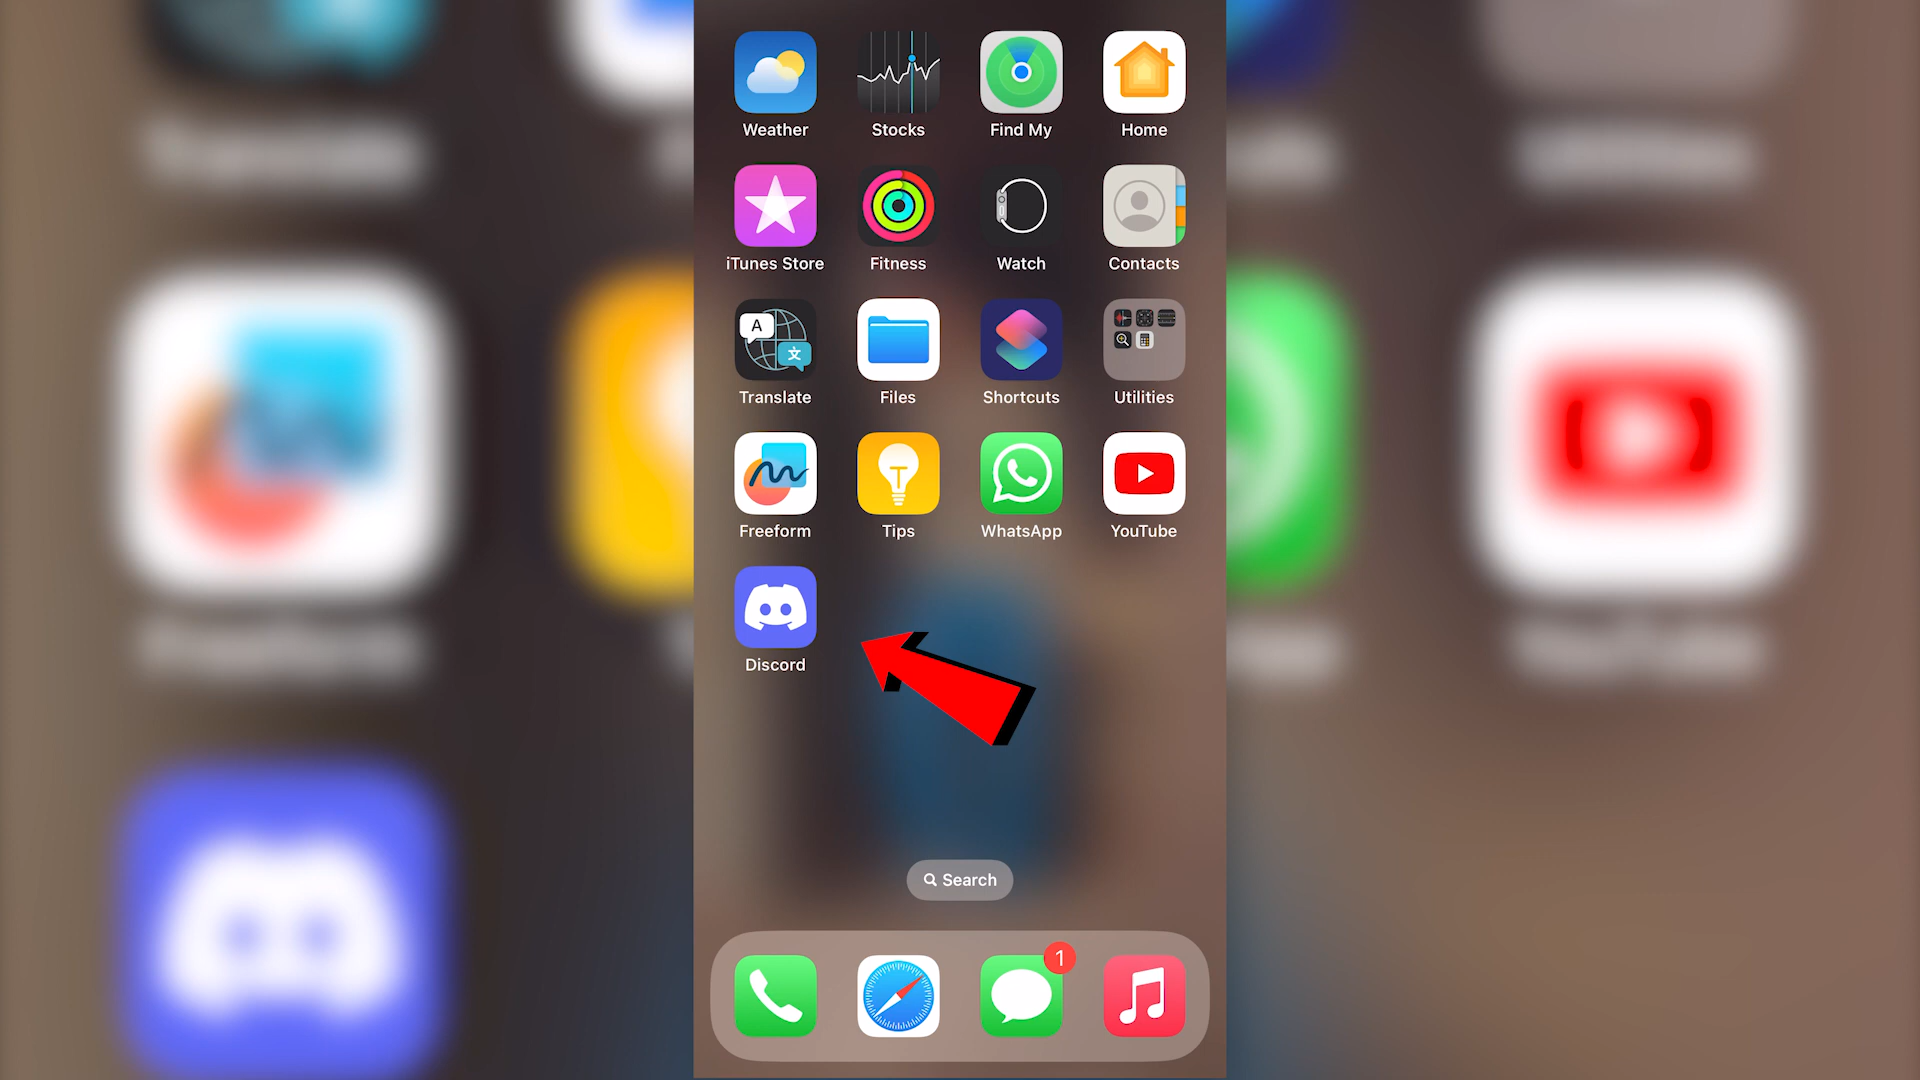 Weather Stocks Find My Home
iTunes Store Fitness Watch Contacts
A
文
Translate Files Shortcuts Utilities
Freeform Tips WhatsApp YouTube
Discord
Search
1